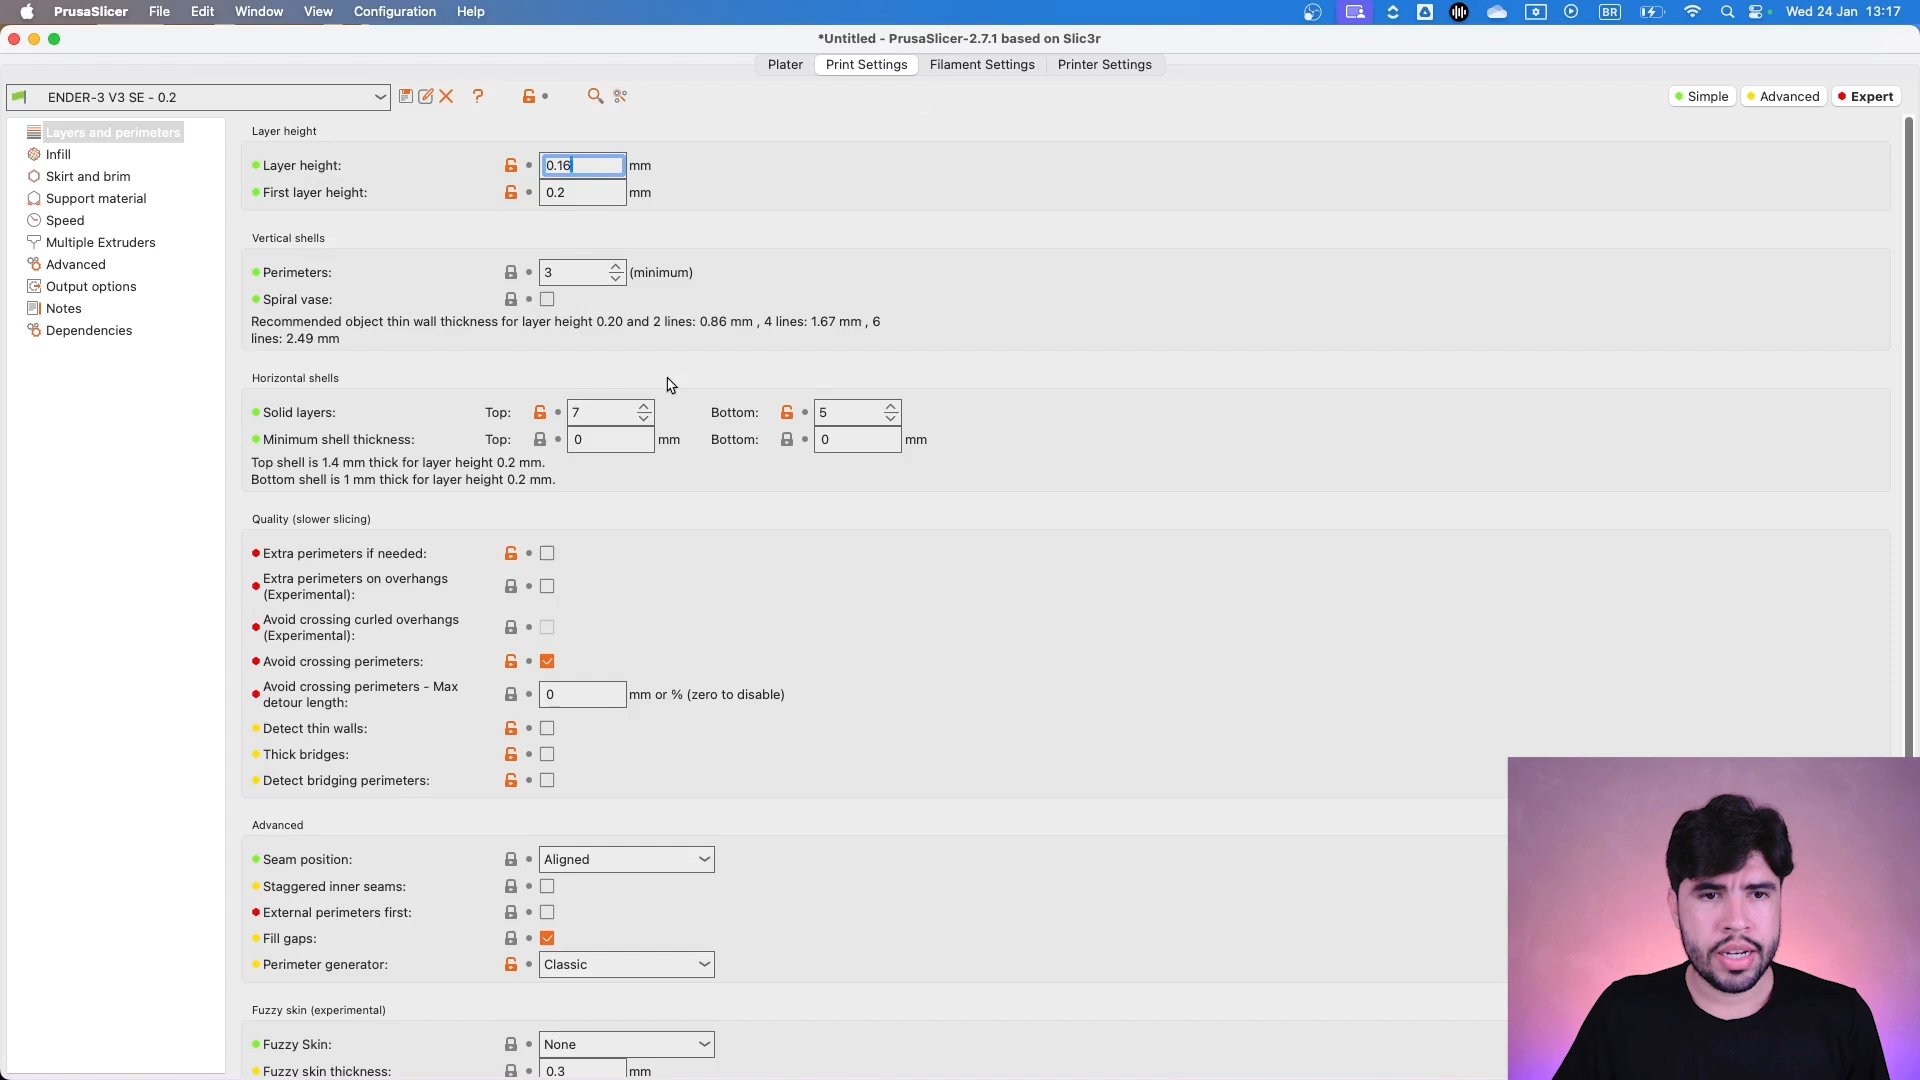 PrusaSlicer File Edit Window View Configuration Help BR Wed 24 Jan 13:17
*Untitled - PrusaSlicer-2.7.1 based on Slic3r
Plater Print Settings Filament Settings Printer Settings
ENDER-3 V3 SE - 0.2 ? Simple Advanced Expert
Layers and perimeters
Infill
Skirt and brim
Support material
Speed
Multiple Extruders
Advanced
Output options
Notes
Dependencies
Layer height
Layer height: 0.16 mm
First layer height: 0.2 mm
Vertical shells
Perimeters: 3 (minimum)
Spiral vase:
Recommended object thin wall thickness for layer height 0.20 and 2 lines: 0.86 mm , 4 lines: 1.67 mm , 6
lines: 2.49 mm
Horizontal shells
Solid layers: Top: 7 Bottom: 5
Minimum shell thickness: Top: 0 mm Bottom: 0 mm
Top shell is 1.4 mm thick for layer height 0.2 mm.
Bottom shell is 1 mm thick for layer height 0.2 mm.
Quality (slower slicing)
Extra perimeters if needed:
Extra perimeters on overhangs
(Experimental):
Avoid crossing curled overhangs
(Experimental):
Avoid crossing perimeters:
Avoid crossing perimeters - Max
detour length: 0 mm or % (zero to disable)
Detect thin walls:
Thick bridges:
Detect bridging perimeters:
Advanced
Seam position: Aligned
Staggered inner seams:
External perimeters first:
Fill gaps:
Perimeter generator: Classic
Fuzzy skin (experimental)
Fuzzy Skin: None
Fuzzy skin thickness: 0.3 mm